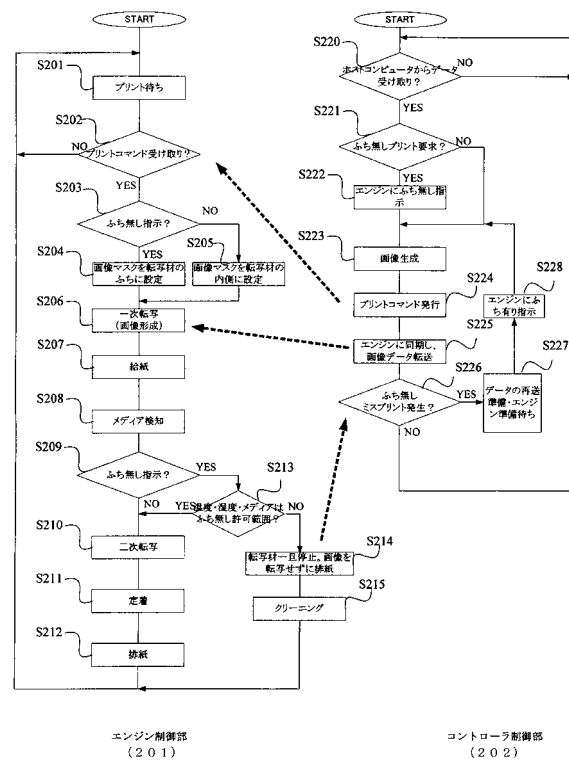 START
S201
プリント待ち
S202
プリントコマンド受け取り？
NO
YES
S203
ふち無し指示？
NO
YES
S204
画像マスクを転写材の
ふちに設定
S205
画像マスクを転写材の
内側に設定
S206
一次転写
(画像形成)
S207
給紙
S208
メディア検知
S209
ふち無し指示？
YES
NO
S213
温度・湿度・メディアは
ふち無し許可範囲？
YES
NO
S210
二次転写
S214
転写材一旦停止。画像を
転写せずに排紙
S211
定着
S215
クリーニング
S212
排紙
エンジン制御部
(２０１)
START
S220
ホストコンピュータからデータ
受け取り？
NO
YES
S221
ふち無しプリント要求？
NO
YES
S222
エンジンにふち無し指
示
S223
画像生成
S224
プリントコマンド発行
S225
エンジンに同期し、
画像データ転送
S226
ふち無し
ミスプリント発生？
YES
NO
S227
データの再送
準備・エンジ
ン準備待ち
S228
エンジンにふ
ち有り指示
コントローラ制御部
(２０２)